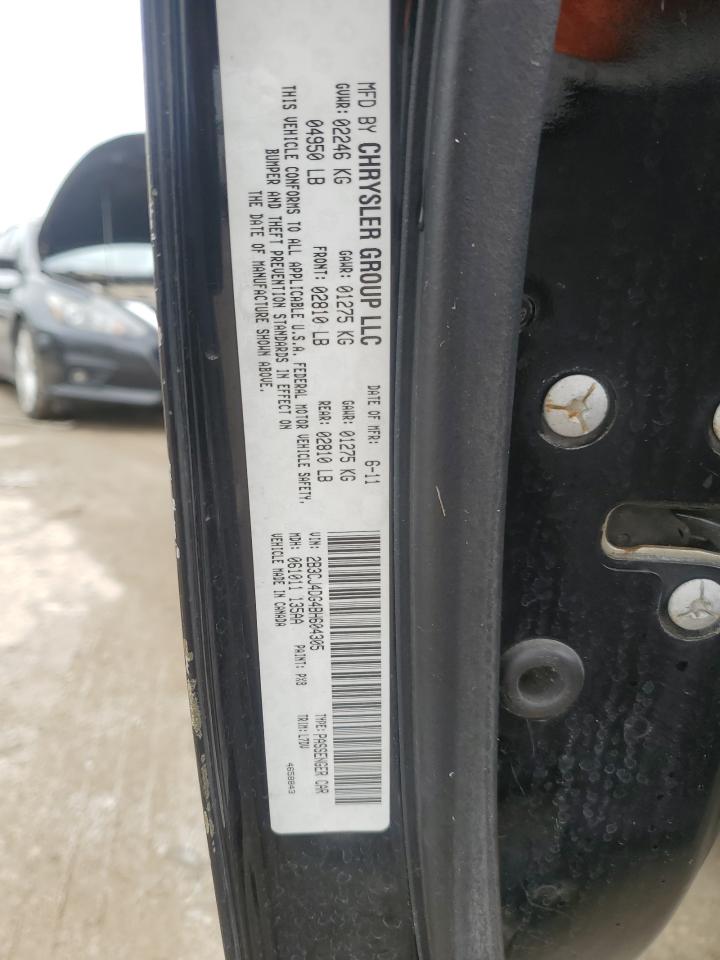 MFD BY CHRYSLER GROUP LLC DATE OF MFR: 6-11
GVWR: 02246 KG GAWR: 01275 KG GAWR: 01275 KG
04950 LB FRONT: 02810 LB REAR: 02810 LB
THIS VEHICLE CONFORMS TO ALL APPLICABLE U.S.A. FEDERAL MOTOR VEHICLE SAFETY,
BUMPER AND THEFT PREVENTION STANDARDS IN EFFECT ON
THE DATE OF MANUFACTURE SHOWN ABOVE.
VIN: 2B3CJ4DG4BH604305 TYPE: PASSENGER CAR
MDH: 061011 135AA PAINT: PX8 TRIM: L7DV
VEHICLE MADE IN CANADA 4658843